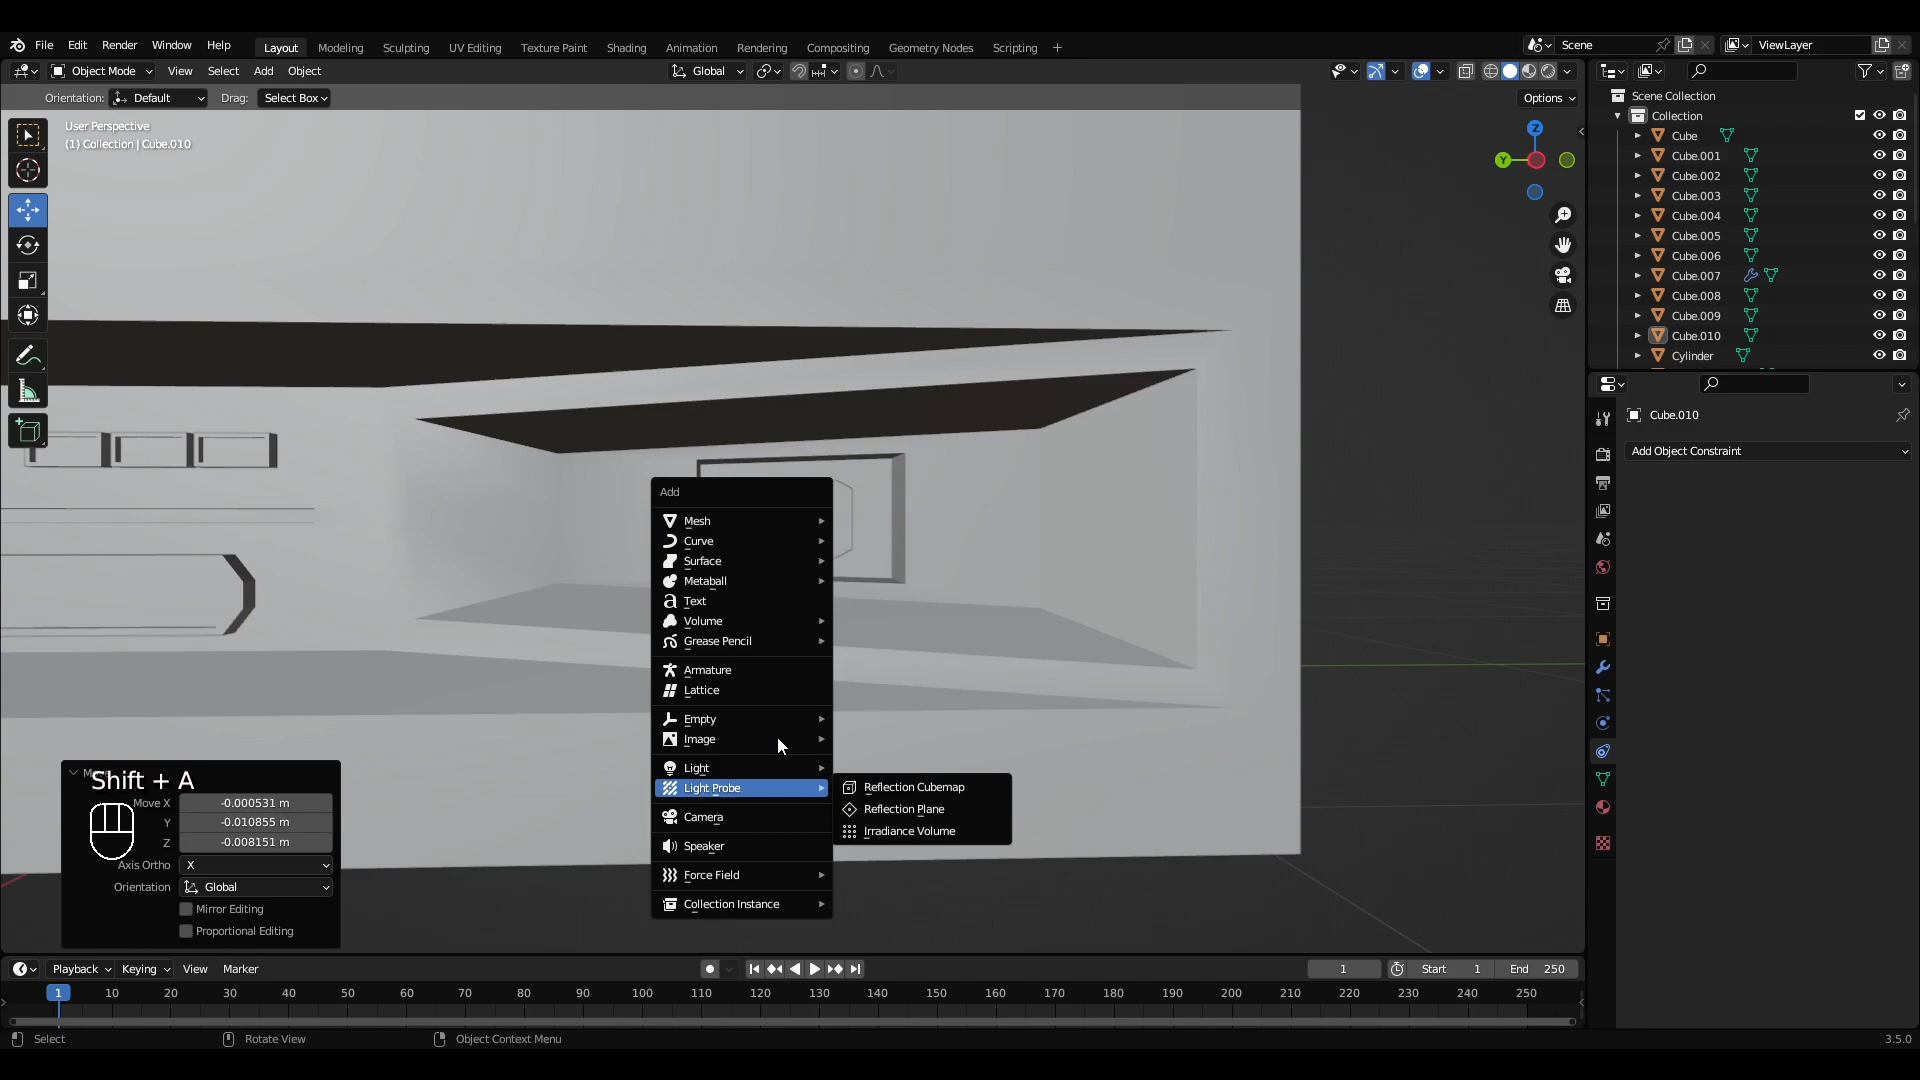 File Edit Render Window Help Layout Modeling Sculpting UV Editing Texture Paint Shading Animation Rendering Compositing Geometry Nodes Scripting + Scene ViewLayer
Object Mode View Select Add Object Global
Orientation: Default Drag: Select Box Options
User Perspective
(1) Collection | Cube.010
Z
Y
Scene Collection
Collection
Cube
Cube.001
Cube.002
Cube.003
Cube.004
Cube.005
Cube.006
Cube.007
Cube.008
Cube.009
Cube.010
Cylinder
Cube.010
Add Object Constraint
Add
Mesh
Curve
Surface
Metaball
Text
Volume
Grease Pencil
Armature
Lattice
Empty
Image
Light
Light Probe
Camera
Speaker
Force Field
Collection Instance
Reflection Cubemap
Reflection Plane
Irradiance Volume
Shift + A
Move X -0.000531 m
Y -0.010855 m
Z -0.008151 m
Axis Ortho X
Orientation Global
Mirror Editing
Proportional Editing
Playback Keying View Marker 1 Start 1 End 250
1 10 20 30 40 50 60 70 80 90 100 110 120 130 140 150 160 170 180 190 200 210 220 230 240 250
Select Rotate View Object Context Menu 3.5.0